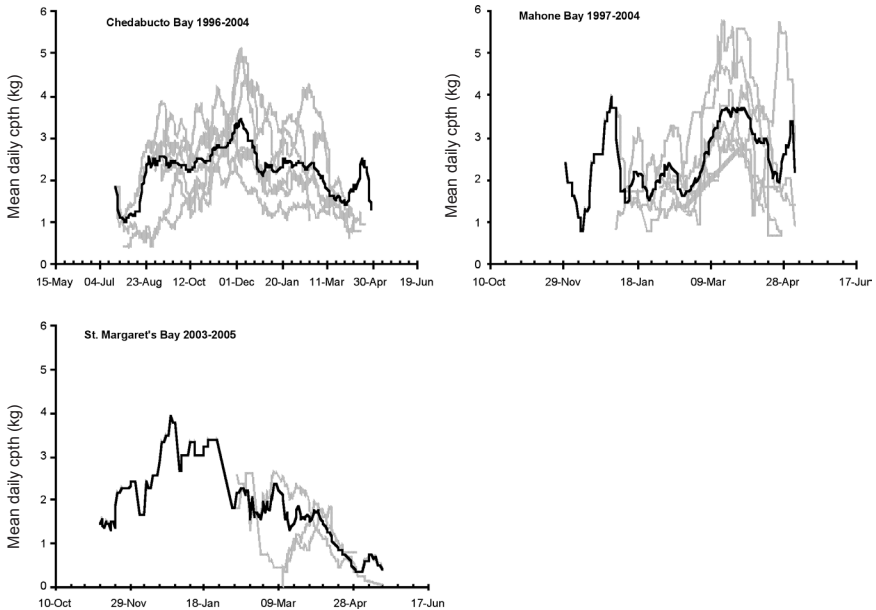 Chedabucto Bay 1996-2004
Mean daily cpth (kg)
6
5
4
3
2
1
0
15-May 04-Jul 23-Aug 12-Oct 01-Dec 20-Jan 11-Mar 30-Apr 19-Jun
Mahone Bay 1997-2004
Mean daily cpth (kg)
6
5
4
3
2
1
0
10-Oct 29-Nov 18-Jan 09-Mar 28-Apr 17-Jun
St. Margaret's Bay 2003-2005
Mean daily cpth (kg)
6
5
4
3
2
1
0
10-Oct 29-Nov 18-Jan 09-Mar 28-Apr 17-Jun